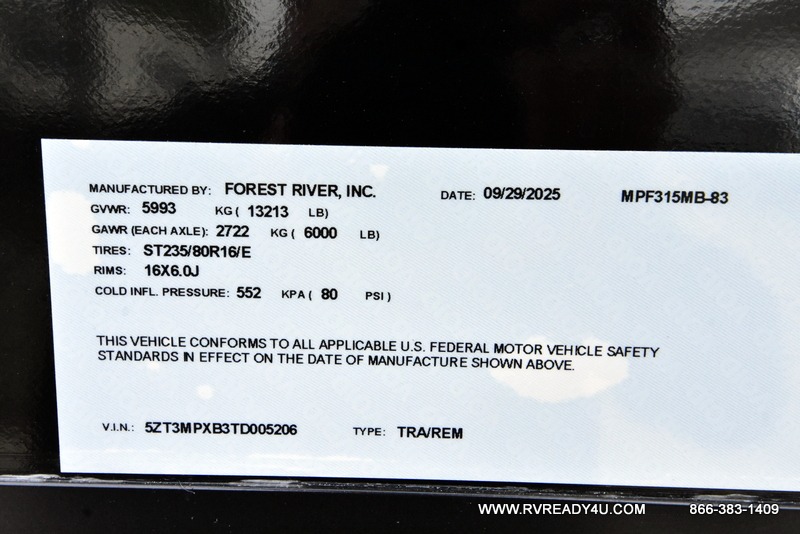 MANUFACTURED BY: FOREST RIVER, INC. DATE: 09/29/2025 MPF315MB-83
GVWR: 5993 KG ( 13213 LB)
GAWR (EACH AXLE): 2722 KG ( 6000 LB)
TIRES: ST235/80R16/E
RIMS: 16X6.0J
COLD INFL. PRESSURE: 552 KPA ( 80 PSI )
THIS VEHICLE CONFORMS TO ALL APPLICABLE U.S. FEDERAL MOTOR VEHICLE SAFETY
STANDARDS IN EFFECT ON THE DATE OF MANUFACTURE SHOWN ABOVE.
V.I.N.: 5ZT3MPXB3TD005206 TYPE: TRA/REM
WWW.RVREADY4U.COM 866-383-1409